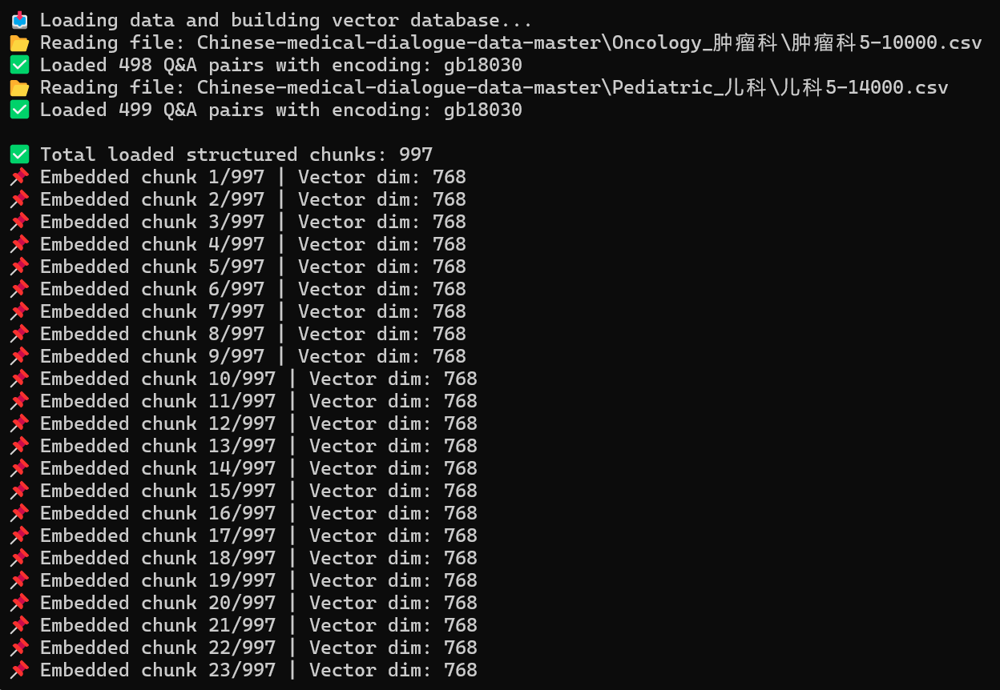 📥 Loading data and building vector database...
📂 Reading file: Chinese-medical-dialogue-data-master\Oncology_肿瘤科\肿瘤科5-10000.csv
✅ Loaded 498 Q&A pairs with encoding: gb18030
📂 Reading file: Chinese-medical-dialogue-data-master\Pediatric_儿科\儿科5-14000.csv
✅ Loaded 499 Q&A pairs with encoding: gb18030
✅ Total loaded structured chunks: 997
📌 Embedded chunk 1/997 | Vector dim: 768
📌 Embedded chunk 2/997 | Vector dim: 768
📌 Embedded chunk 3/997 | Vector dim: 768
📌 Embedded chunk 4/997 | Vector dim: 768
📌 Embedded chunk 5/997 | Vector dim: 768
📌 Embedded chunk 6/997 | Vector dim: 768
📌 Embedded chunk 7/997 | Vector dim: 768
📌 Embedded chunk 8/997 | Vector dim: 768
📌 Embedded chunk 9/997 | Vector dim: 768
📌 Embedded chunk 10/997 | Vector dim: 768
📌 Embedded chunk 11/997 | Vector dim: 768
📌 Embedded chunk 12/997 | Vector dim: 768
📌 Embedded chunk 13/997 | Vector dim: 768
📌 Embedded chunk 14/997 | Vector dim: 768
📌 Embedded chunk 15/997 | Vector dim: 768
📌 Embedded chunk 16/997 | Vector dim: 768
📌 Embedded chunk 17/997 | Vector dim: 768
📌 Embedded chunk 18/997 | Vector dim: 768
📌 Embedded chunk 19/997 | Vector dim: 768
📌 Embedded chunk 20/997 | Vector dim: 768
📌 Embedded chunk 21/997 | Vector dim: 768
📌 Embedded chunk 22/997 | Vector dim: 768
📌 Embedded chunk 23/997 | Vector dim: 768